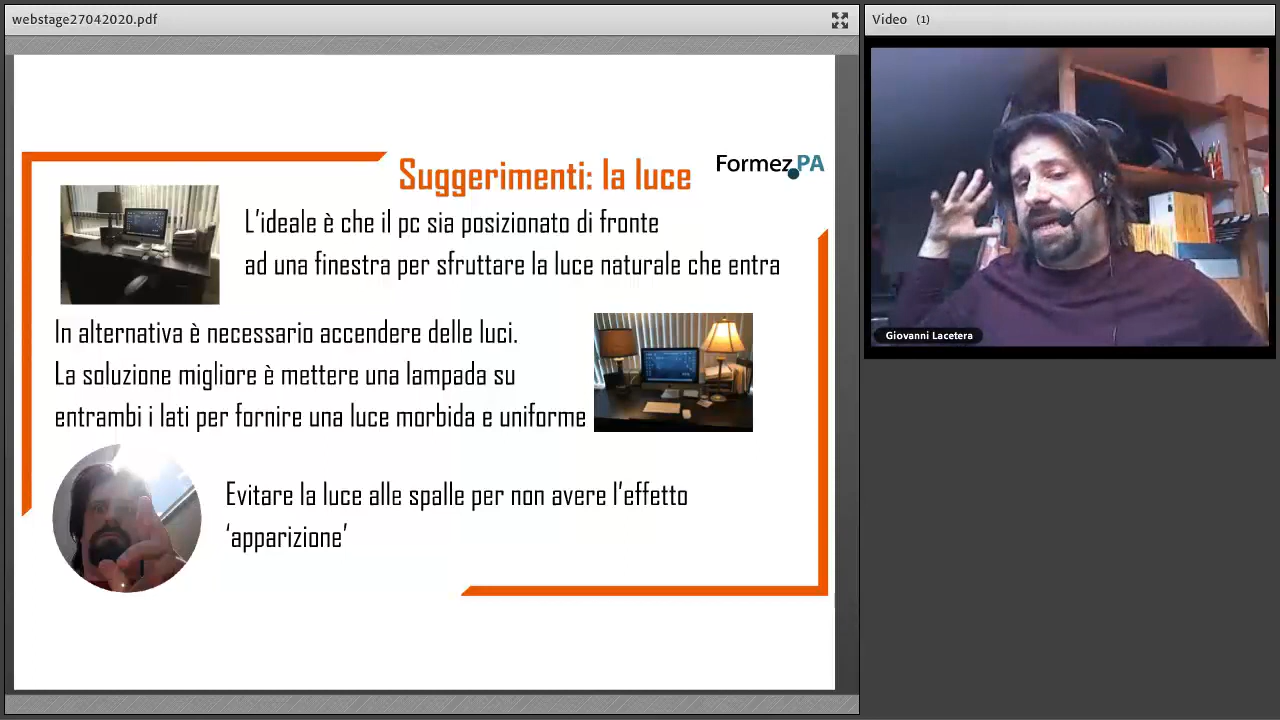 webstage27042020.pdf
Video (1)
Suggerimenti: la luce
Formez.PA
L'ideale è che il pc sia posizionato di fronte
ad una finestra per sfruttare la luce naturale che entra
In alternativa è necessario accendere delle luci.
La soluzione migliore è mettere una lampada su
entrambi i lati per fornire una luce morbida e uniforme
Evitare la luce alle spalle per non avere l'effetto
'apparizione'
Giovanni Lacetera